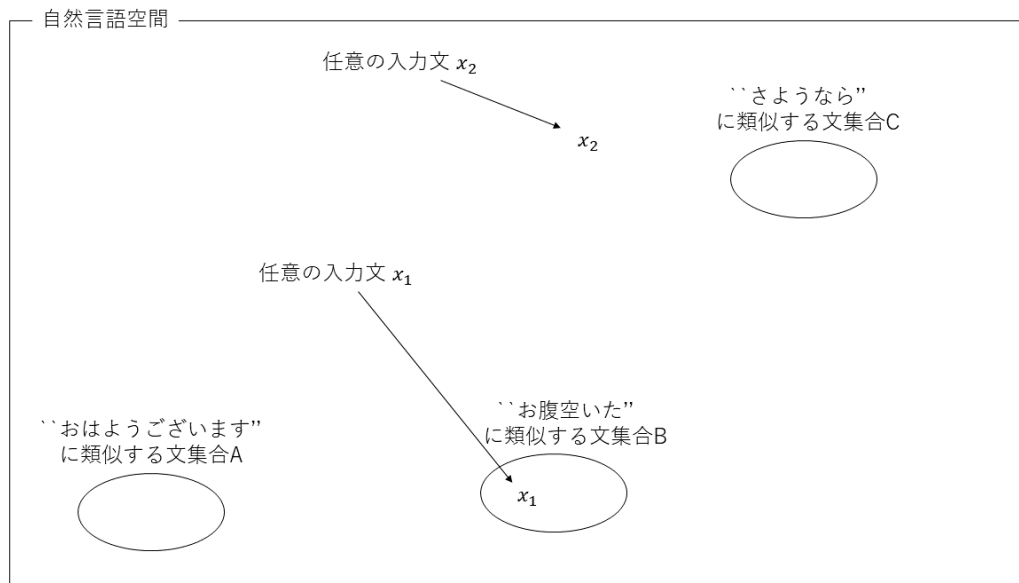 自然言語空間
任意の入力文 x₂
``さようなら”
に類似する文集合C
x₂
任意の入力文 x₁
``お腹空いた”
に類似する文集合B
``おはようございます”
に類似する文集合A
x₁